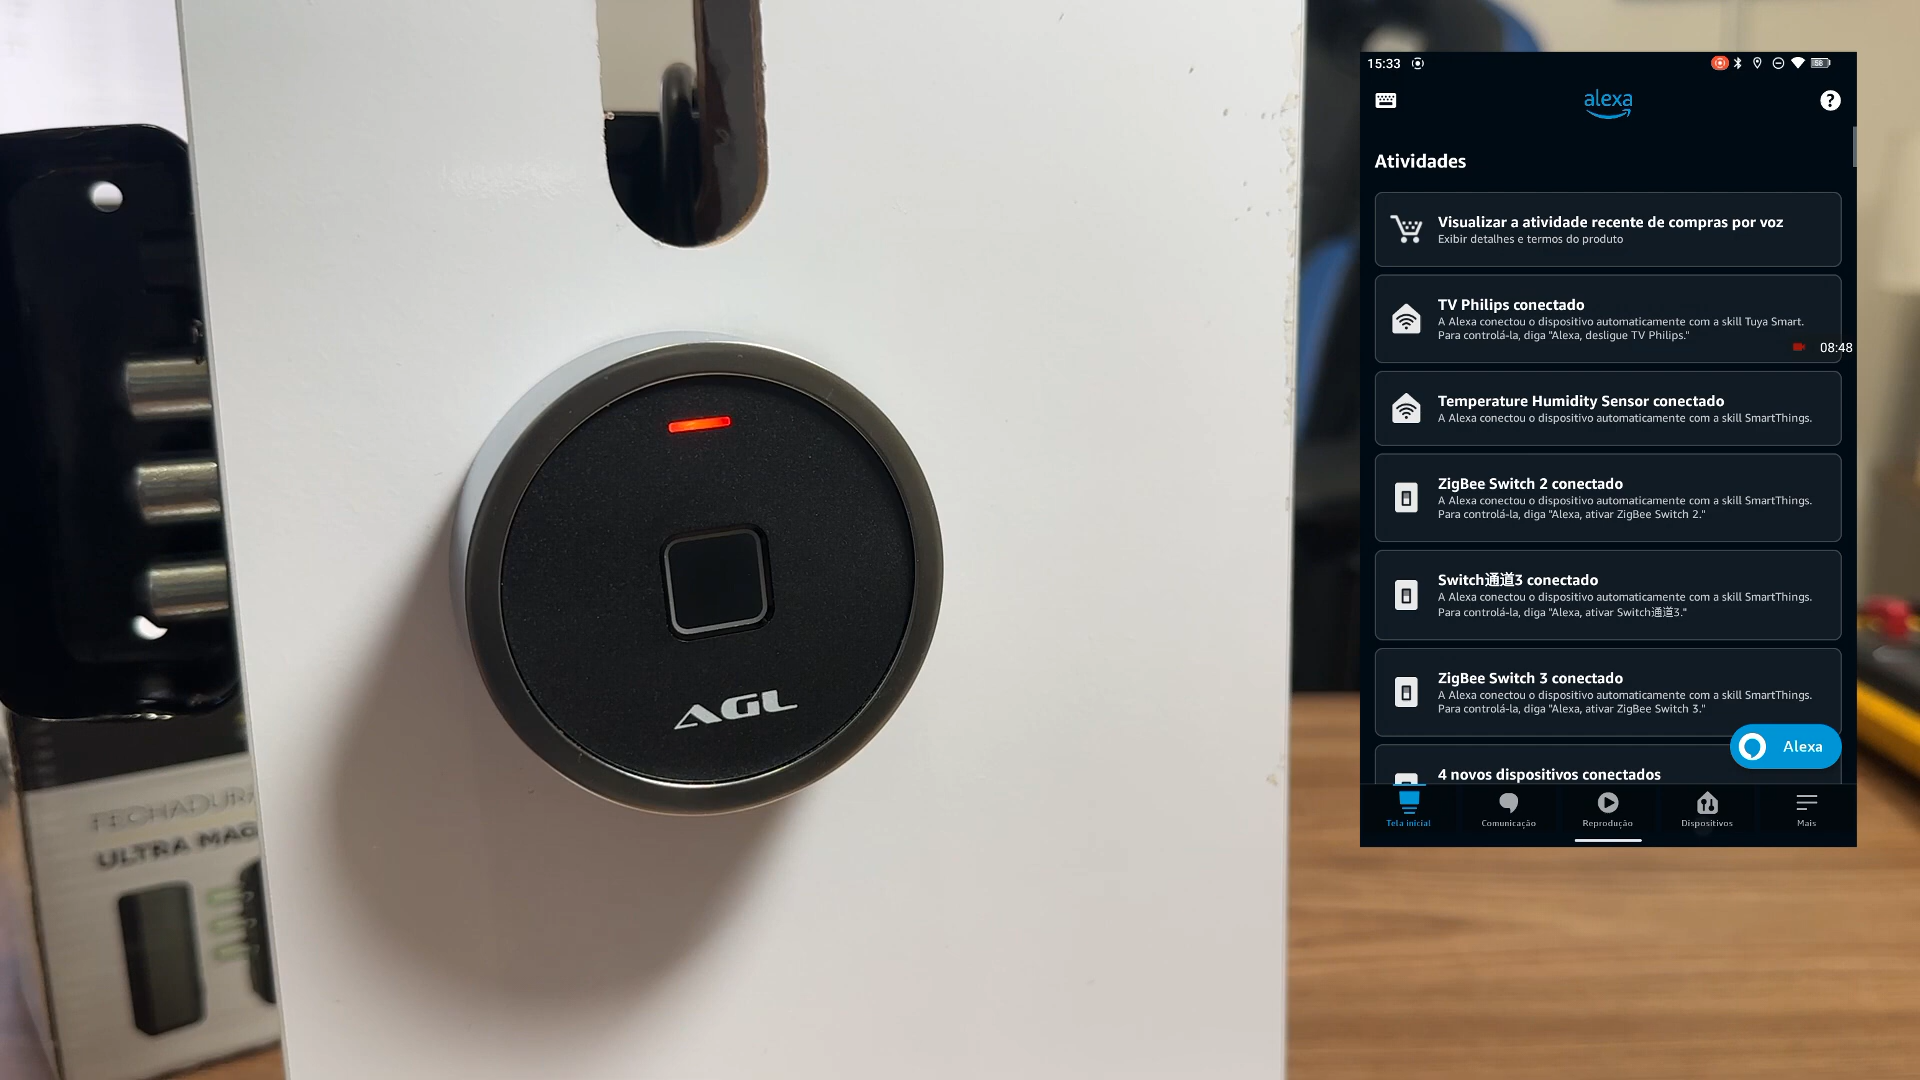 AGL
FECHADURA
ULTRA MAG
15:33
58
alexa
?
Atividades
Visualizar a atividade recente de compras por voz
Exibir detalhes e termos do produto
TV Philips conectado
A Alexa conectou o dispositivo automaticamente com a skill Tuya Smart.
Para controlá-la, diga "Alexa, desligue TV Philips."
08:48
Temperature Humidity Sensor conectado
A Alexa conectou o dispositivo automaticamente com a skill SmartThings.
ZigBee Switch 2 conectado
A Alexa conectou o dispositivo automaticamente com a skill SmartThings.
Para controlá-la, diga "Alexa, ativar ZigBee Switch 2."
Switch通道3 conectado
A Alexa conectou o dispositivo automaticamente com a skill SmartThings.
Para controlá-la, diga "Alexa, ativar Switch通道3."
ZigBee Switch 3 conectado
A Alexa conectou o dispositivo automaticamente com a skill SmartThings.
Para controlá-la, diga "Alexa, ativar ZigBee Switch 3."
Alexa
4 novos dispositivos conectados
Tela inicial
Comunicação
Reprodução
Dispositivos
Mais